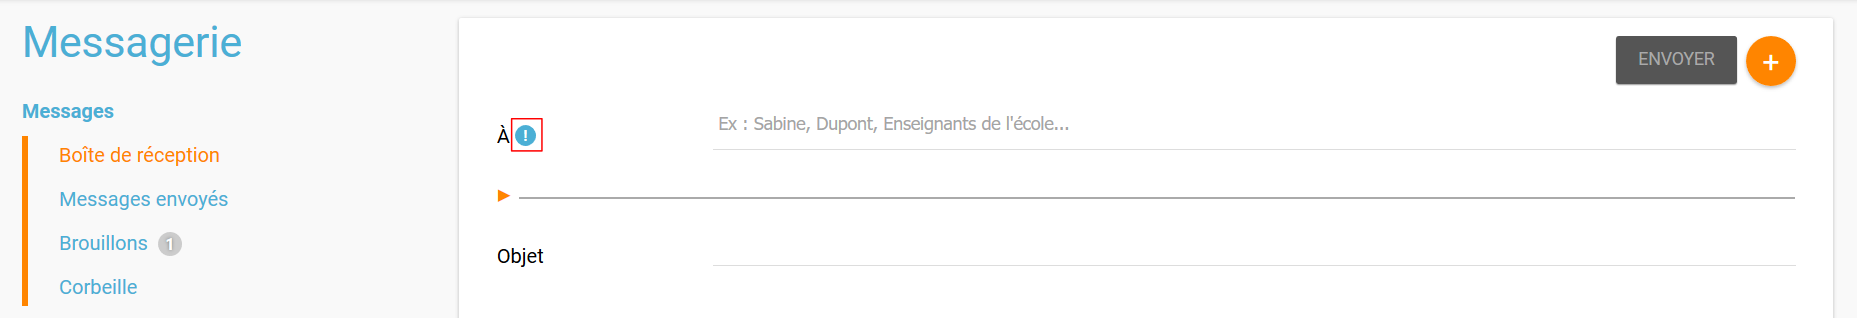 Messagerie
Messages
Boîte de réception
Messages envoyés
Brouillons 1
Corbeille
ENVOYER +
À ! Ex : Sabine, Dupont, Enseignants de l'école...
Objet